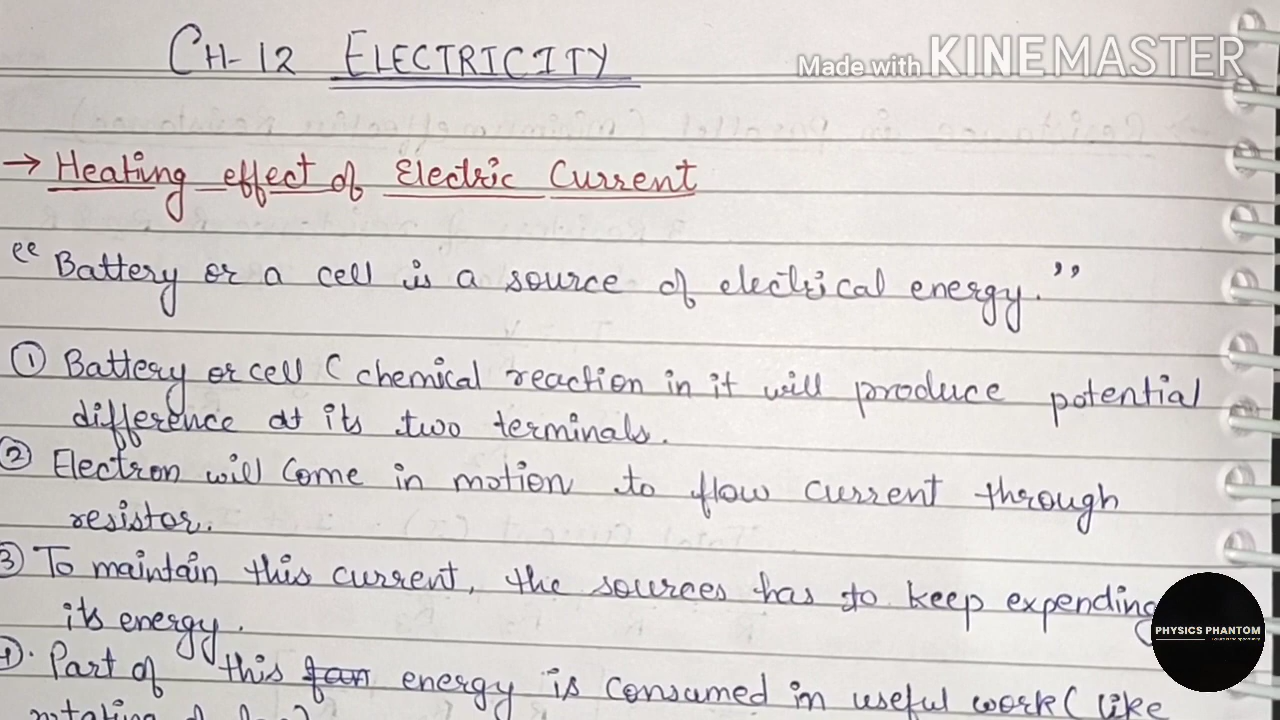 CH-12 ELECTRICITY
Made with KINEMASTER
→ Heating effect of Electric Current
“ Battery or a cell is a source of electrical energy.”
① Battery or cell ( chemical reaction in it will produce potential
difference at its two terminals.
② Electron will come in motion to flow current through
resistor.
③ To maintain this current, the sources has to keep expending
its energy.
PHYSICS PHANTOM
④. Part of this energy is consumed in useful work ( like
rotating of fan)